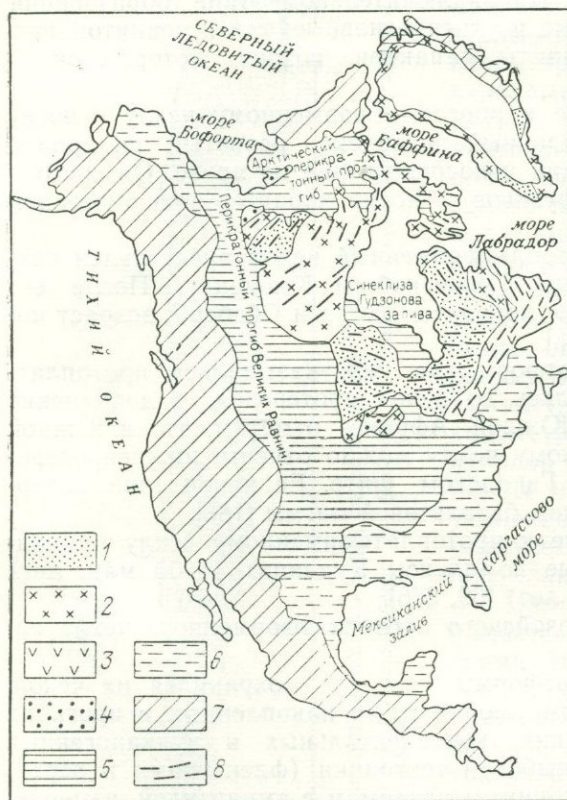 СЕВЕРНЫЙ
ЛЕДОВИТЫЙ
ОКЕАН
море
Бофорта
море
Баффина
Арктический
перикра-
тонный про-
гиб
море
Лабрадор
Синеклиза
Гудзонова
залива
Перикратонный прогиб Великих Равнин
ТИХИЙ ОКЕАН
Саргассово
море
Мексиканский
залив
1
2
3
4
5
6
7
8